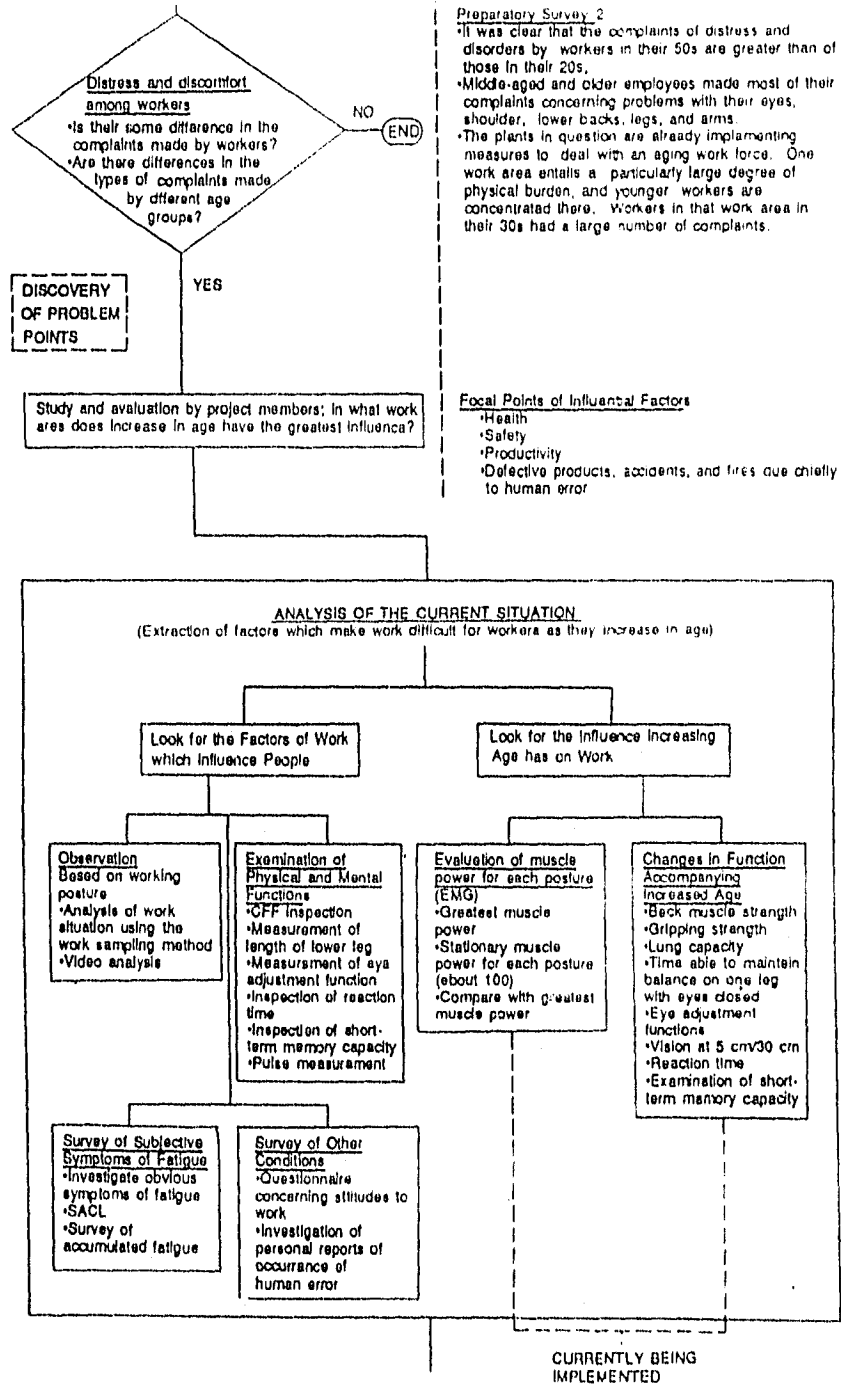 Distress and discomfort
among workers
•Is their some difference in the
complaints made by workers?
•Are there differences in the
types of complaints made
by different age
groups?
NO
END
YES
Preparatory Survey 2
•It was clear that the complaints of distress and
disorders by workers in their 50s are greater than of
those in their 20s.
•Middle-aged and older employees made most of their
complaints concerning problems with their eyes,
shoulder, lower backs, legs, and arms.
•The plants in question are already implementing
measures to deal with an aging work force. One
work area entails a particularly large degree of
physical burden, and younger workers are
concentrated there. Workers in that work area in
their 30s had a large number of complaints.
DISCOVERY
OF PROBLEM
POINTS
Study and evaluation by project members; in what work
ares does increase in age have the greatest influence?
Focal Points of Influential Factors
•Health
•Safety
•Productivity
•Defective products, accidents, and fires due chiefly
to human error
ANALYSIS OF THE CURRENT SITUATION
(Extraction of factors which make work difficult for workers as they increase in age)
Look for the Factors of Work
which Influence People
Look for the Influence Increasing
Age has on Work
Observation
Based on working
posture
•Analysis of work
situation using the
work sampling method
•Video analysis
Examination of
Physical and Mental
Functions
•CFF Inspection
•Measurement of
length of lower leg
•Measursment of eye
adjustment function
•Inspection of reaction
time
•Inspection of short-
term memory capacity
•Pulse measurement
Evaluation of muscle
power for each posture
(EMG)
•Greatest muscle
power
•Stationary muscle
power for each posture
(about 100)
•Compare with greatest
muscle power
Changes in Function
Accompanying
Increased Age
•Back muscle strength
•Gripping strength
•Lung capacity
•Time able to maintain
balance on one leg
with eyes closed
•Eye adjustment
functions
•Vision at 5 cm/30 cm
•Reaction time
•Examination of short-
term memory capacity
Survey of Subjective
Symptoms of Fatigue
•Investigate obvious
symptoms of fatigue
•SACL
•Survey of
accumulated fatigue
Survey of Other
Conditions
•Questionnaire
concerning attitudes to
work
•Investigation of
personal reports of
occurrance of
human error
CURRENTLY BEING
IMPLEMENTED